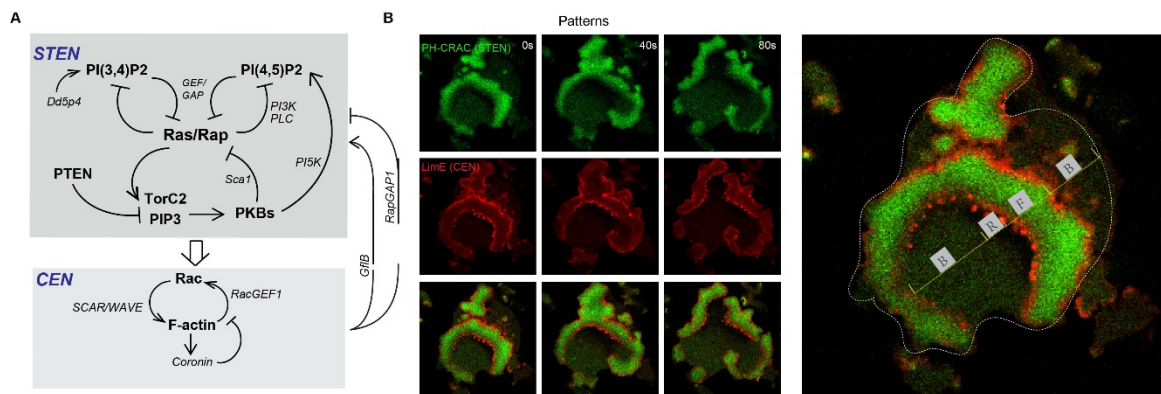 A
STEN
PI(3,4)P2
PI(4,5)P2
GEF/
GAP
Dd5p4
PI3K
PLC
Ras/Rap
PTEN
Sca1
PI5K
TorC2
PIP3
PKBs
CEN
Rac
SCAR/WAVE
RacGEF1
F-actin
Coronin
GflB
RapGAP1
B
Patterns
PH-CRAC (STEN)
0s
40s
80s
LimE (CEN)
B
F
R
B